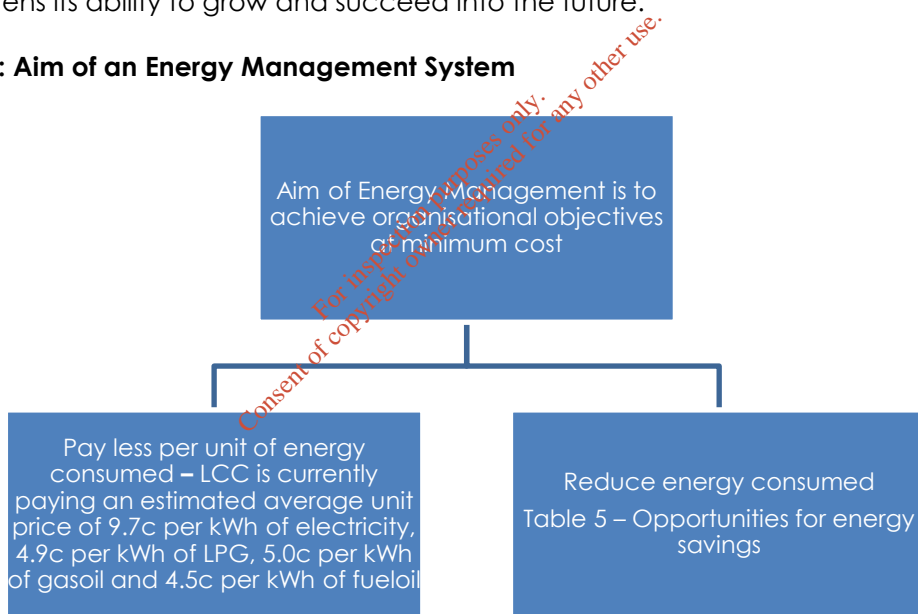 ens its ability to grow and succeed into the future.
: Aim of an Energy Management System
For inspection purposes only.
Consent of copyright owner required for any other use.
Aim of Energy Management is to
achieve organisational objectives
at minimum cost
Pay less per unit of energy
consumed – LCC is currently
paying an estimated average unit
price of 9.7c per kWh of electricity,
4.9c per kWh of LPG, 5.0c per kWh
of gasoil and 4.5c per kWh of fueloil
Reduce energy consumed
Table 5 – Opportunities for energy
savings